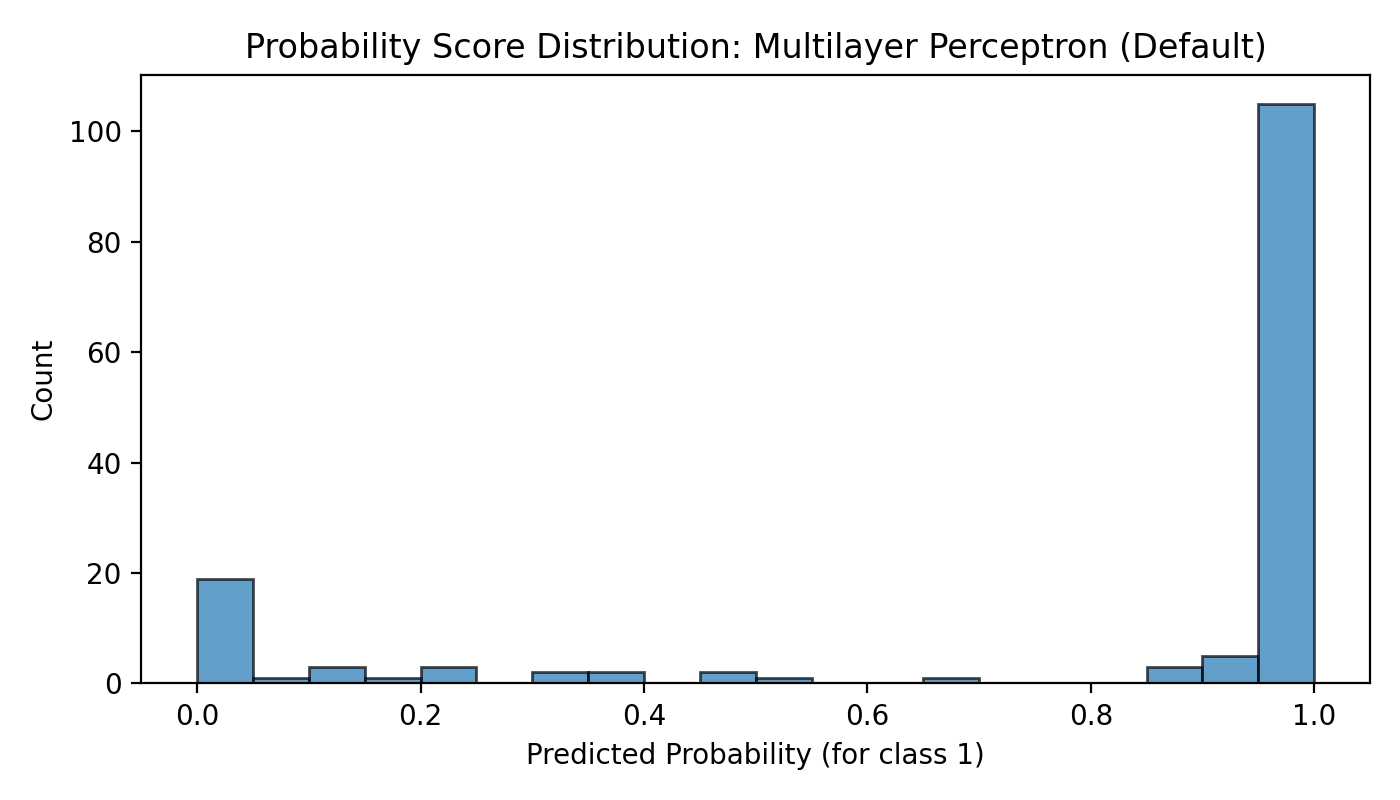 Probability Score Distribution: Multilayer Perceptron (Default)
100
80
60
40
20
0
Count
0.0 0.2 0.4 0.6 0.8 1.0
Predicted Probability (for class 1)